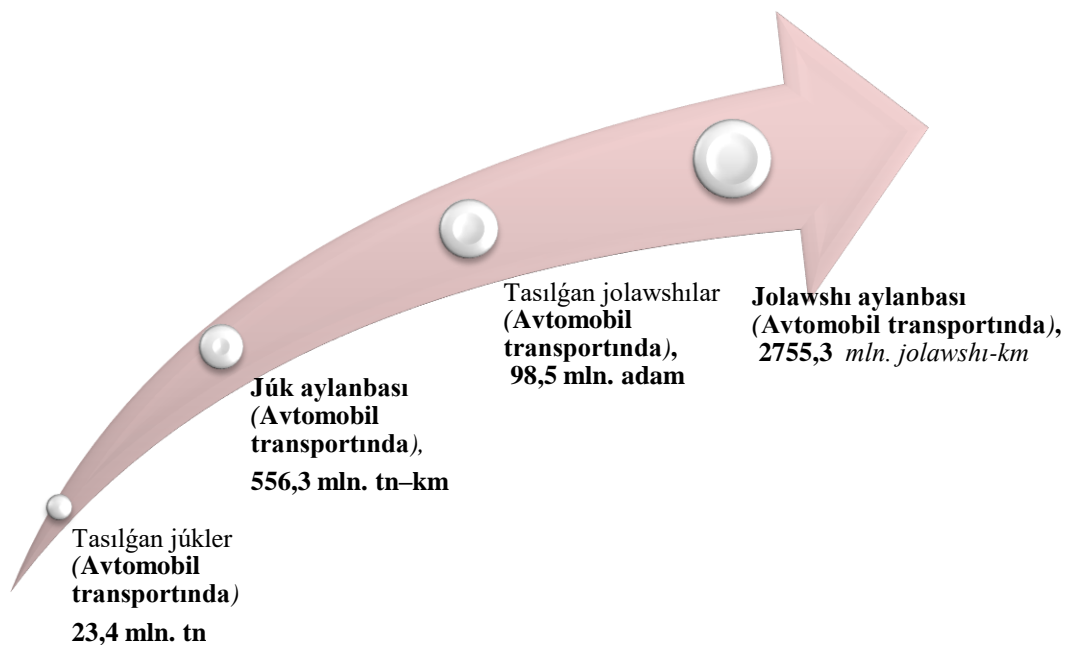 Tasılǵan jolawshılar
(Avtomobil
transportında),
98,5 mln. adam
Jolawshı aylanbası
(Avtomobil transportında),
2755,3 mln. jolawshı-km
Júk aylanbası
(Avtomobil
transportında),
556,3 mln. tn–km
Tasılǵan júkler
(Avtomobil
transportında)
23,4 mln. tn